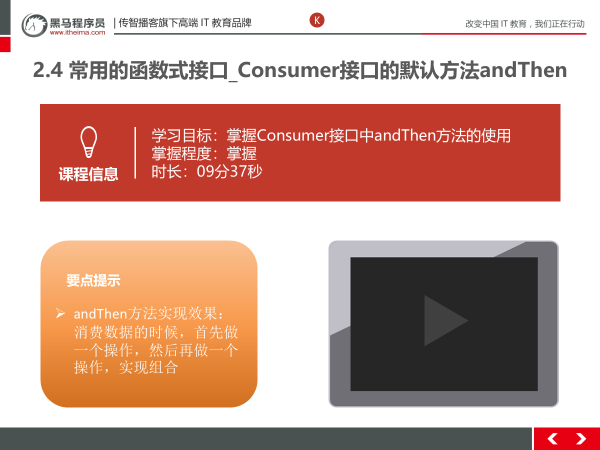 黑马程序员
www.itheima.com
传智播客旗下高端 IT 教育品牌
K
改变中国 IT 教育，我们正在行动
2.4 常用的函数式接口_Consumer接口的默认方法andThen
课程信息
学习目标：掌握Consumer接口中andThen方法的使用
掌握程度：掌握
时长：09分37秒
要点提示
➢ andThen方法实现效果：
消费数据的时候，首先做
一个操作，然后再做一个
操作，实现组合